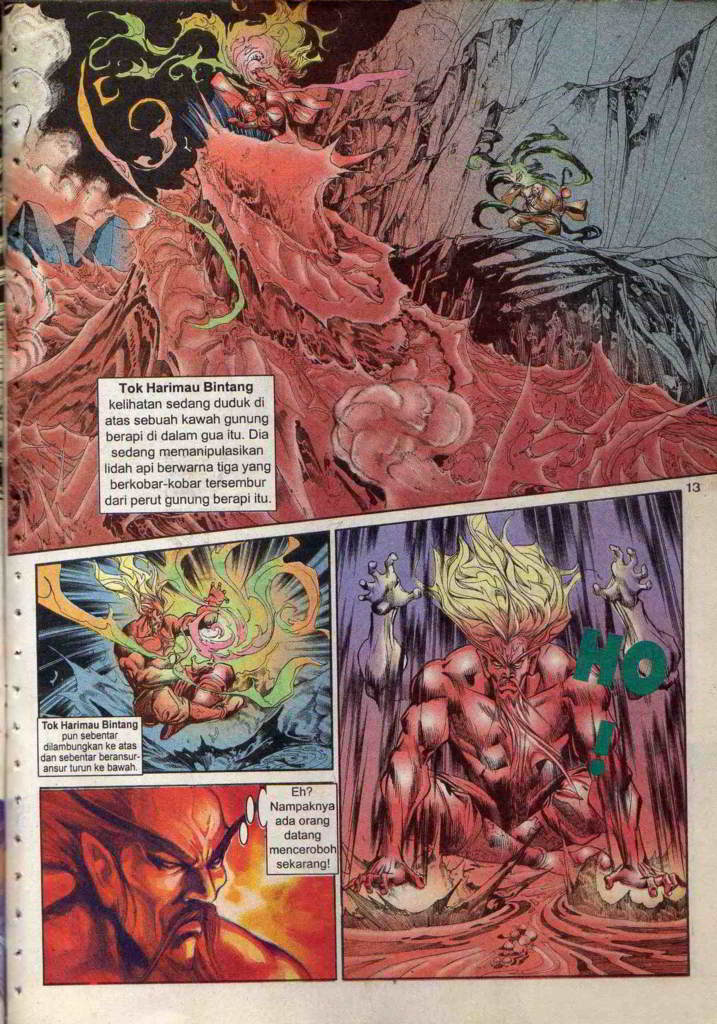 Tok Harimau Bintang
kelihatan sedang duduk di
atas sebuah kawah gunung
berapi di dalam gua itu. Dia
sedang memanipulasikan
lidah api berwarna tiga yang
berkobar-kobar tersembur
dari perut gunung berapi itu.
13
Tok Harimau Bintang
pun sebentar
dilambungkan ke atas
dan sebentar beransur-
ansur turun ke bawah.
HO
!
Eh?
Nampaknya
ada orang
datang
menceroboh
sekarang!